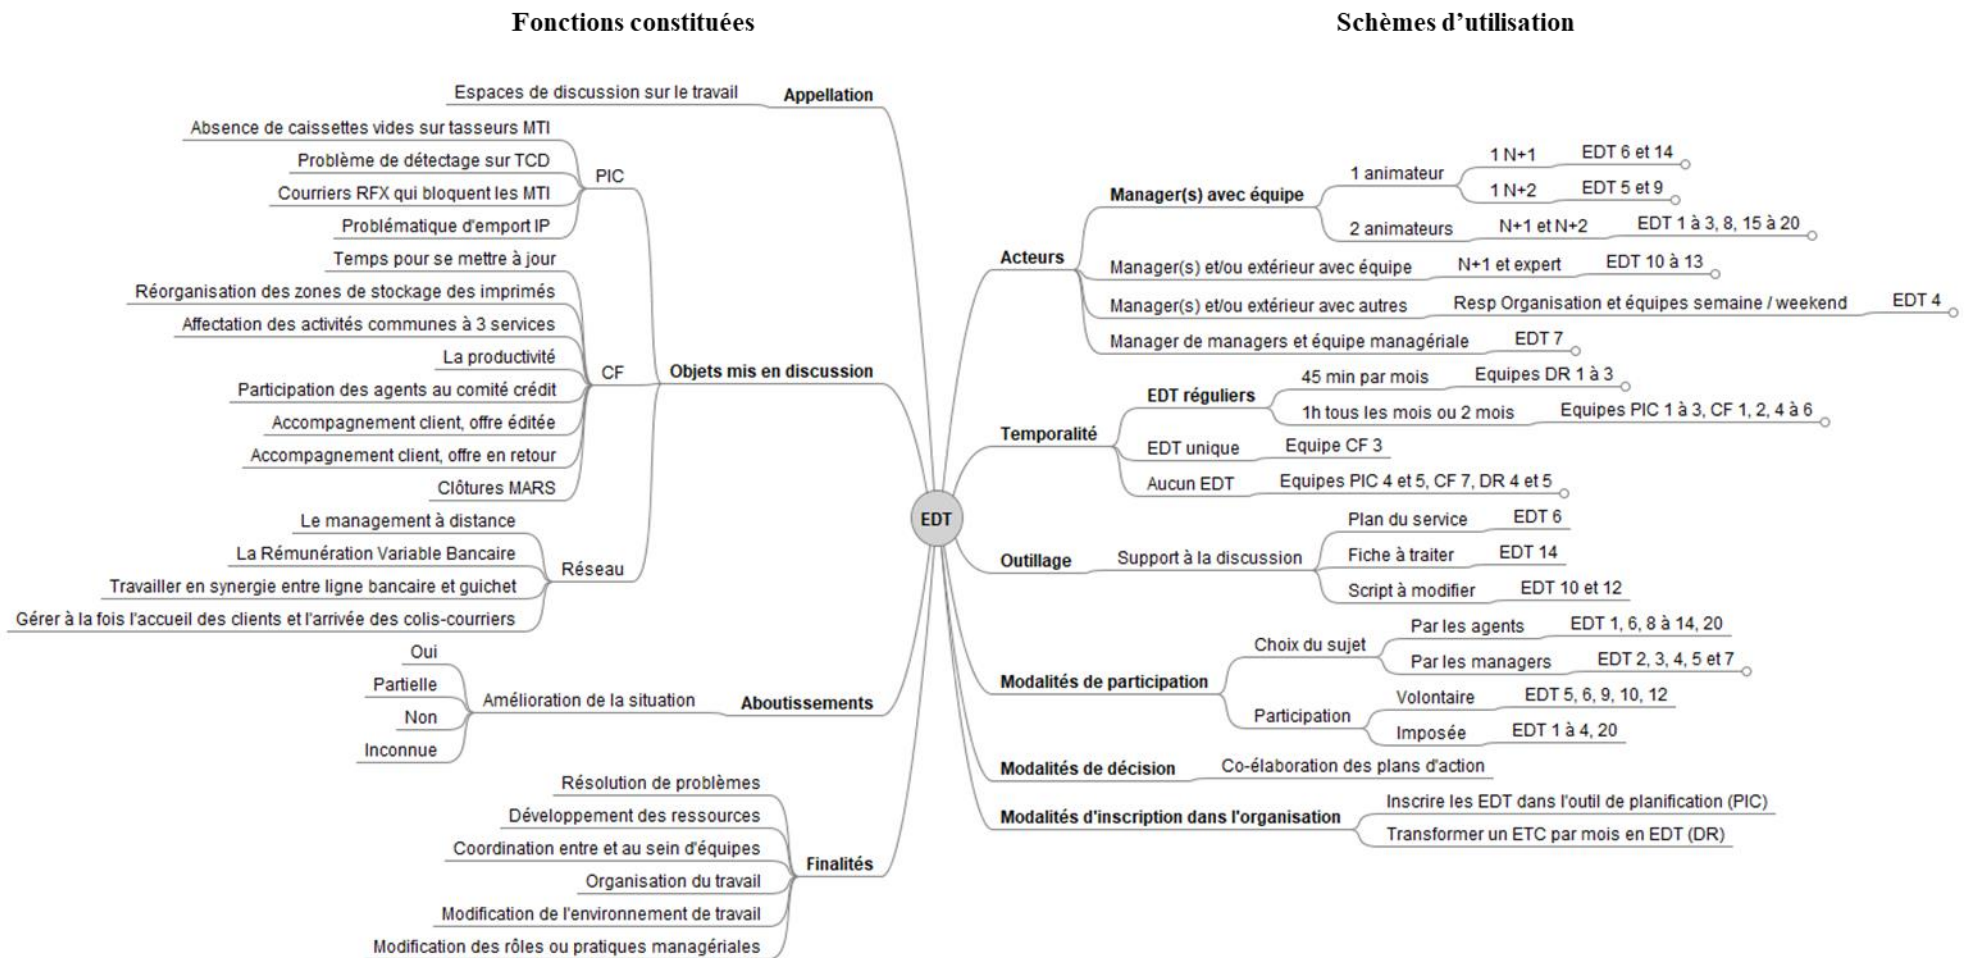 Fonctions constituées
Schèmes d’utilisation
Espaces de discussion sur le travail
Appellation
Absence de caissettes vides sur tasseurs MTI
Problème de détectage sur TCD
Courriers RFX qui bloquent les MTI
Problématique d'emport IP
PIC
Temps pour se mettre à jour
Réorganisation des zones de stockage des imprimés
Affectation des activités communes à 3 services
La productivité
Participation des agents au comité crédit
Accompagnement client, offre éditée
Accompagnement client, offre en retour
Clôtures MARS
CF
Objets mis en discussion
Le management à distance
La Rémunération Variable Bancaire
Travailler en synergie entre ligne bancaire et guichet
Gérer à la fois l'accueil des clients et l'arrivée des colis-courriers
Réseau
Oui
Partielle
Non
Inconnue
Amélioration de la situation
Aboutissements
Résolution de problèmes
Développement des ressources
Coordination entre et au sein d'équipes
Organisation du travail
Modification de l'environnement de travail
Modification des rôles ou pratiques managériales
Finalités
EDT
Acteurs
Manager(s) avec équipe
1 animateur
1 N+1
EDT 6 et 14
1 N+2
EDT 5 et 9
2 animateurs
N+1 et N+2
EDT 1 à 3, 8, 15 à 20
Manager(s) et/ou extérieur avec équipe
N+1 et expert
EDT 10 à 13
Manager(s) et/ou extérieur avec autres
Resp Organisation et équipes semaine / weekend
EDT 4
Manager de managers et équipe managériale
EDT 7
Temporalité
EDT réguliers
45 min par mois
Equipes DR 1 à 3
1h tous les mois ou 2 mois
Equipes PIC 1 à 3, CF 1, 2, 4 à 6
EDT unique
Equipe CF 3
Aucun EDT
Equipes PIC 4 et 5, CF 7, DR 4 et 5
Outillage
Support à la discussion
Plan du service
EDT 6
Fiche à traiter
EDT 14
Script à modifier
EDT 10 et 12
Modalités de participation
Choix du sujet
Par les agents
EDT 1, 6, 8 à 14, 20
Par les managers
EDT 2, 3, 4, 5 et 7
Participation
Volontaire
EDT 5, 6, 9, 10, 12
Imposée
EDT 1 à 4, 20
Modalités de décision
Co-élaboration des plans d'action
Modalités d'inscription dans l'organisation
Inscrire les EDT dans l'outil de planification (PIC)
Transformer un ETC par mois en EDT (DR)